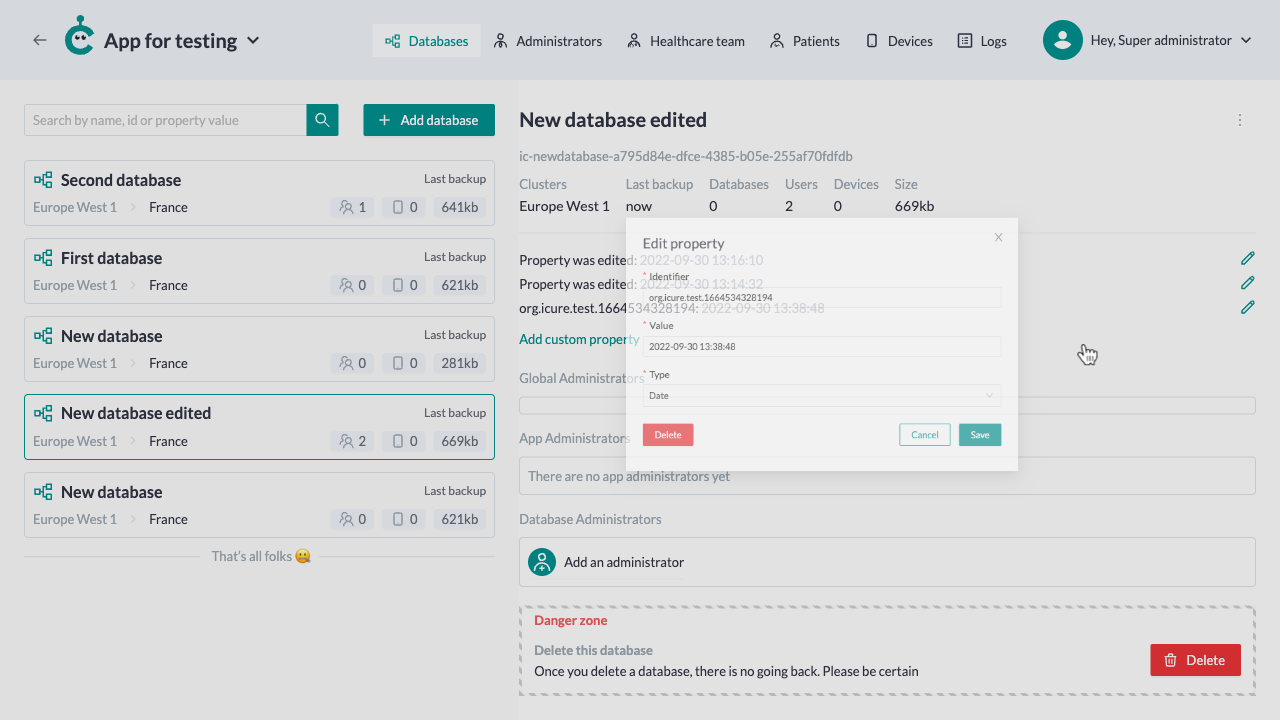 App for testing
Databases
Administrators
Healthcare team
Patients
Devices
Logs
Hey, Super administrator
Search by name, id or property value
Add database
Second database
Last backup
Europe West 1 France 1 0 641kb
First database
Last backup
Europe West 1 France 0 0 621kb
New database
Last backup
Europe West 1 France 0 0 281kb
New database edited
Last backup
Europe West 1 France 2 0 669kb
New database
Last backup
Europe West 1 France 0 0 621kb
That's all folks 🤐
New database edited
ic-newdatabase-a795d84e-dfce-4385-b05e-255af70fdfdb
Clusters Last backup Databases Users Devices Size
Europe West 1 now 0 2 0 669kb
Property was edited: 2022-09-30 13:16:10
Property was edited: 2022-09-30 13:14:32
org.icure.test.1664534328194: 2022-09-30 13:38:48
Add custom property
Global Administrators
App Administrators
There are no app administrators yet
Database Administrators
Add an administrator
Danger zone
Delete this database
Once you delete a database, there is no going back. Please be certain
Delete
Edit property
* Identifier
org.icure.test.1664534328194
* Value
2022-09-30 13:38:48
* Type
Date
Delete
Cancel
Save